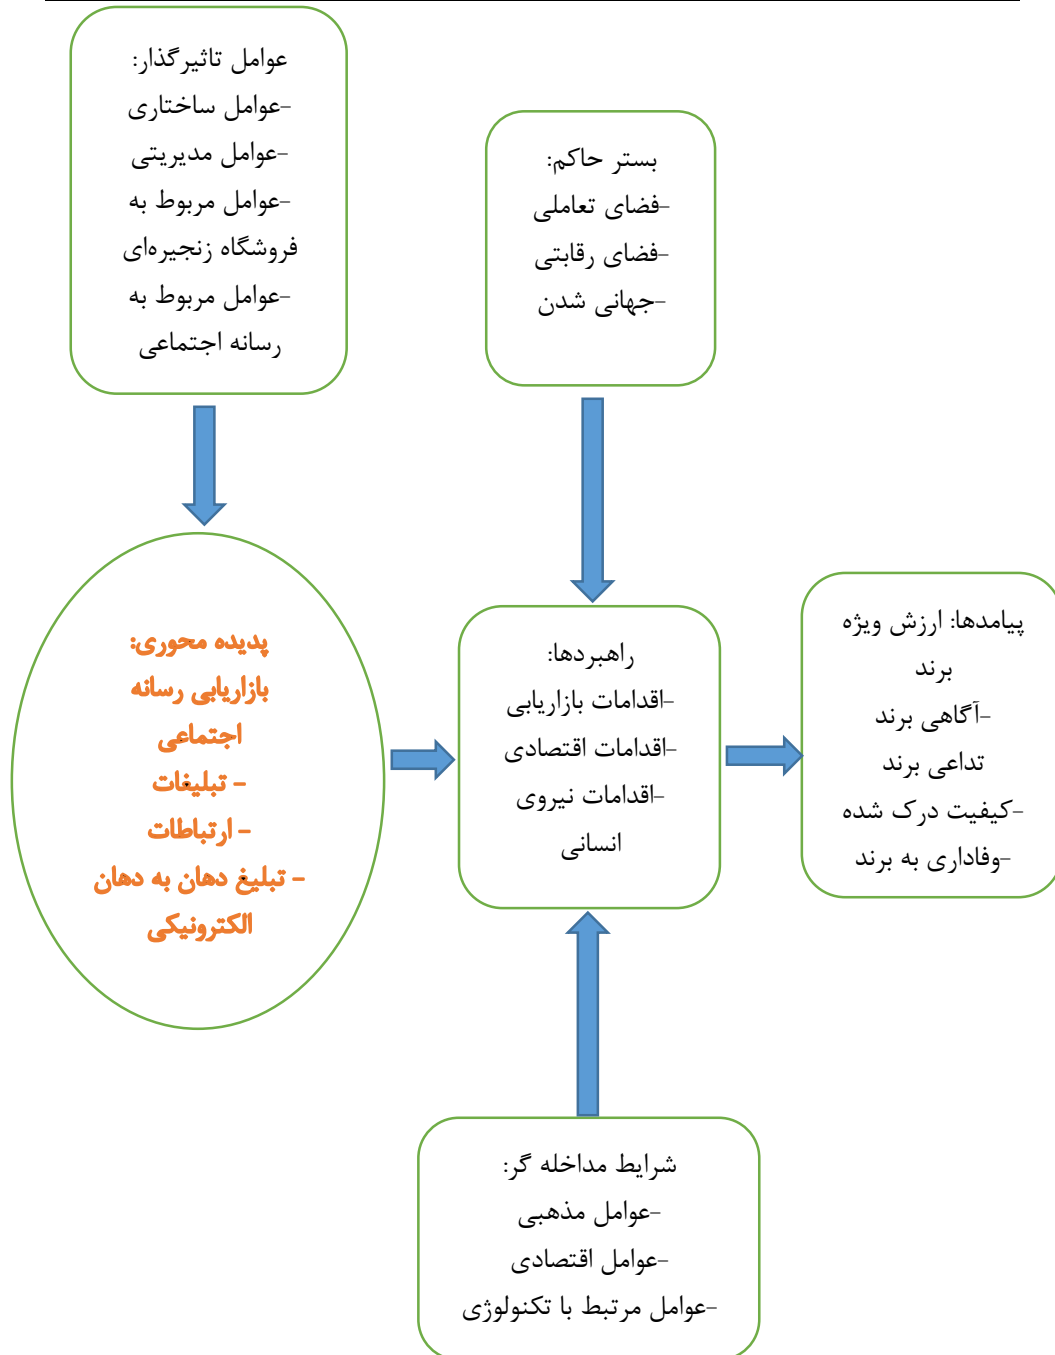 عوامل تاثیرگذار:
-عوامل ساختاری
-عوامل مدیریتی
-عوامل مربوط به
فروشگاه زنجیره‌ای
-عوامل مربوط به
رسانه اجتماعی
بستر حاکم:
-فضای تعاملی
-فضای رقابتی
-جهانی شدن
پدیده محوری:
بازاریابی رسانه
اجتماعی
- تبلیغات
- ارتباطات
- تبلیغ دهان به دهان
الکترونیکی
راهبردها:
-اقدامات بازاریابی
-اقدامات اقتصادی
-اقدامات نیروی
انسانی
پیامدها: ارزش ویژه
برند
-آگاهی برند
تداعی برند
-کیفیت درک شده
-وفاداری به برند
شرایط مداخله گر:
-عوامل مذهبی
-عوامل اقتصادی
-عوامل مرتبط با تکنولوژی